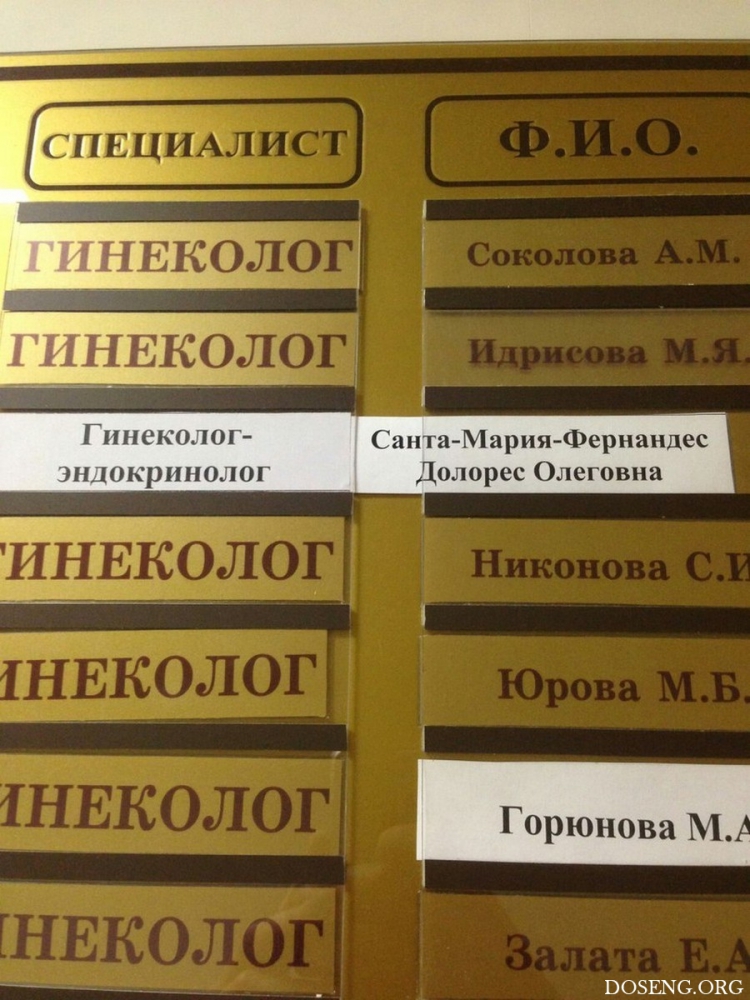 СПЕЦИАЛИСТ Ф.И.О.
ГИНЕКОЛОГ Соколова А.М.
ГИНЕКОЛОГ Идрисова М.Я.
Гинеколог- Санта-Мария-Фернандес
эндокринолог Долорес Олеговна
ГИНЕКОЛОГ Никонова С.И
ИНЕКОЛОГ Юрова М.Б.
ИНЕКОЛОГ Горюнова М.А
ИНЕКОЛОГ Залата Е.А
DOSENG.ORG